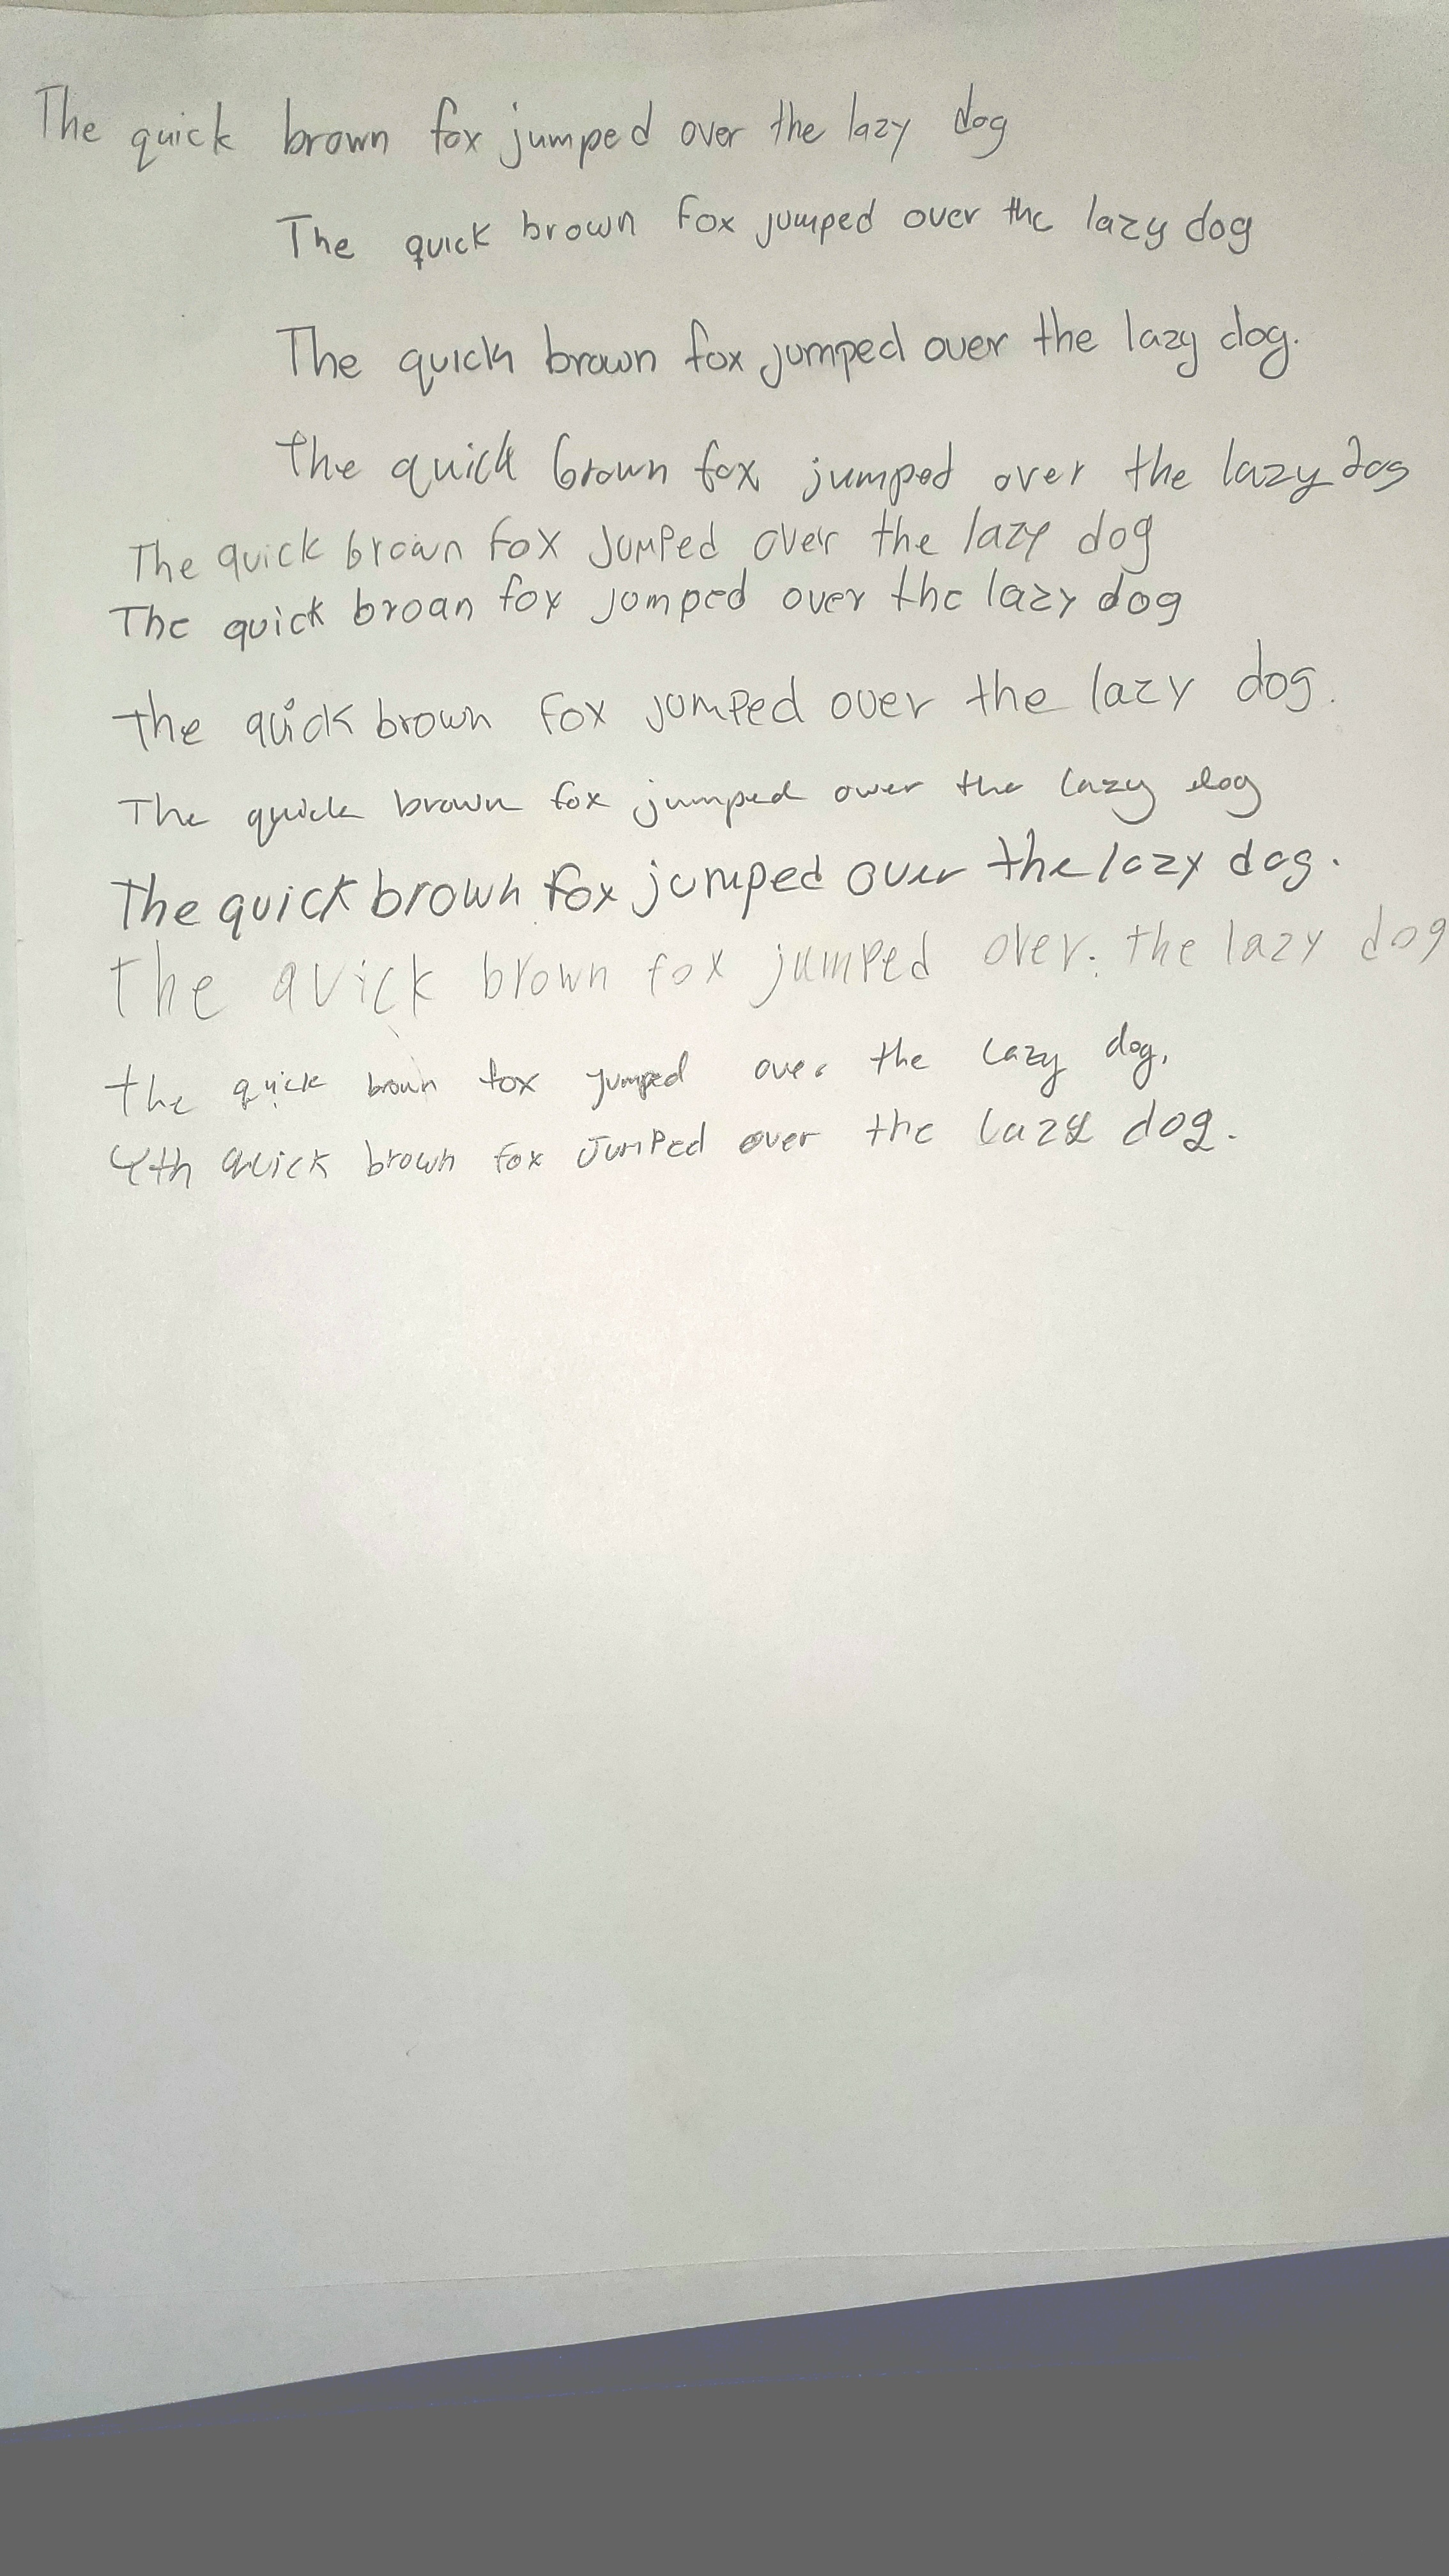 The quick brown fox jumped over the lazy dog
The quick brown fox jumped over the lazy dog
The quick brown fox jumped over the lazy dog.
The quick brown fox jumped over the lazy dog
The quick brown fox Jumped over the lazy dog
The quick broan fox jomped over the lazy dog
the quick brown fox jumped over the lazy dog.
The quick brown fox jumped over the lazy dog
The quick brown fox jumped over the lazy dog.
the quick brown fox jumped over. the lazy dog
the quick brown fox jumped over the lazy dog.
4th quick brown fox Jumped over the lazy dog.